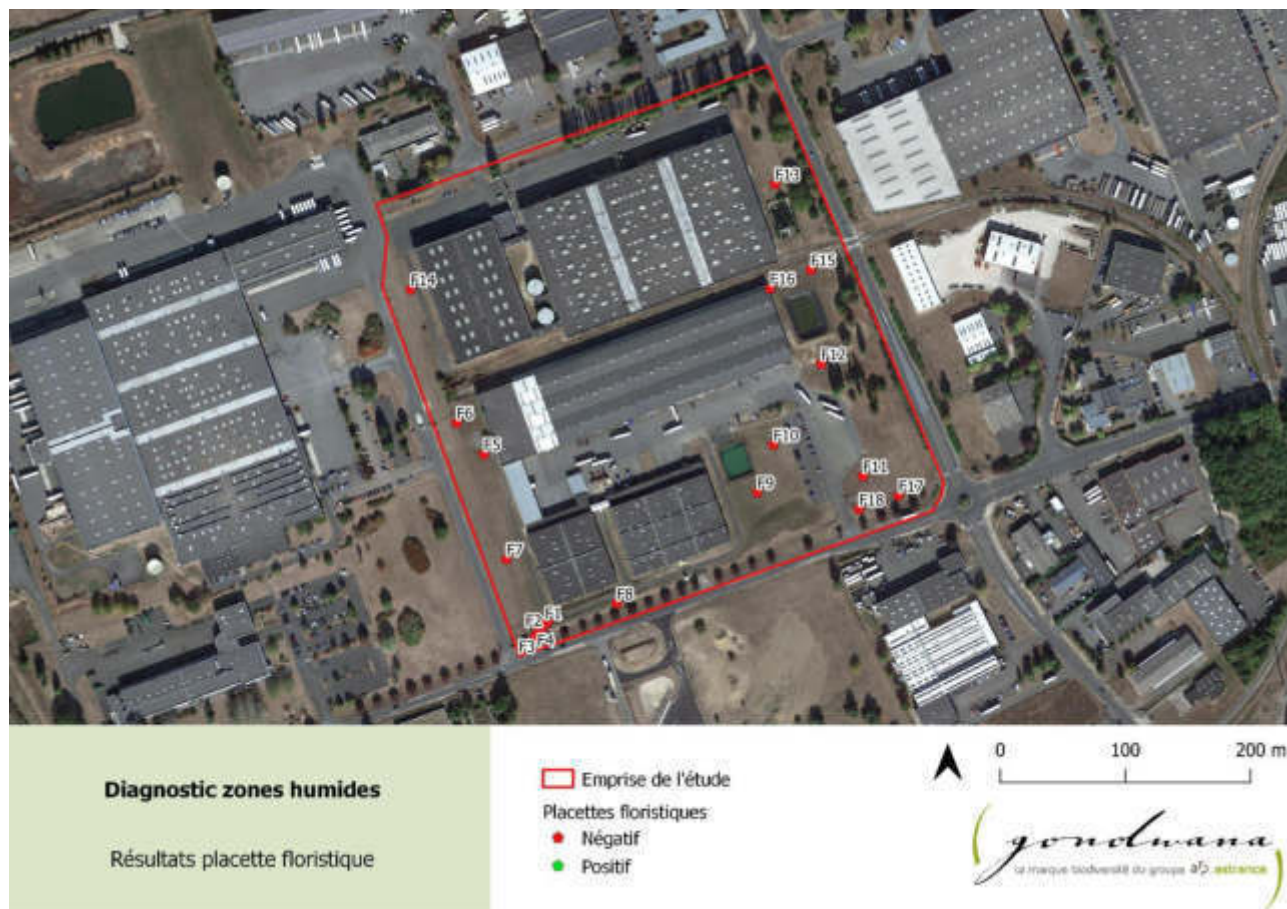 F13
F15
F16
F14
F12
F6
F5
F10
F11
F9
F17
F18
F7
F8
F1
F2
F4
F3
Diagnostic zones humides
Résultats placette floristique
Emprise de l'étude
Placettes floristiques
Négatif
Positif
0 100 200 m
gondwana
la marque biodiversité du groupe afb.estrance